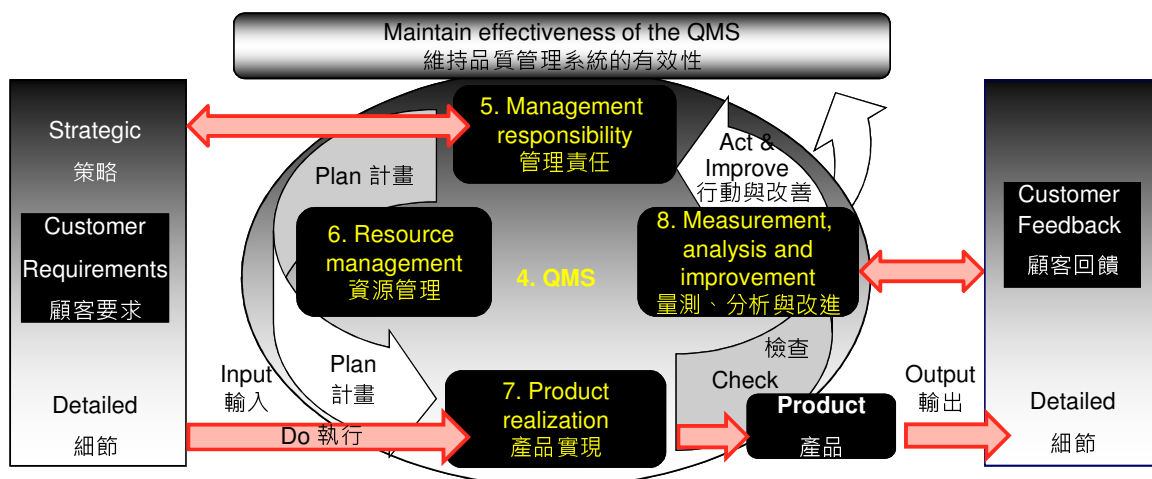 Maintain effectiveness of the QMS
維持品質管理系統的有效性
Strategic
策略
Customer
Requirements
顧客要求
Detailed
細節
5. Management
responsibility
管理責任
Plan 計畫
Act &
Improve
行動與改善
6. Resource
management
資源管理
4. QMS
8. Measurement,
analysis and
improvement
量測、分析與改進
Customer
Feedback
顧客回饋
Input
輸入
Plan
計畫
Do 執行
7. Product
realization
產品實現
檢查
Check
Product
產品
Output
輸出
Detailed
細節